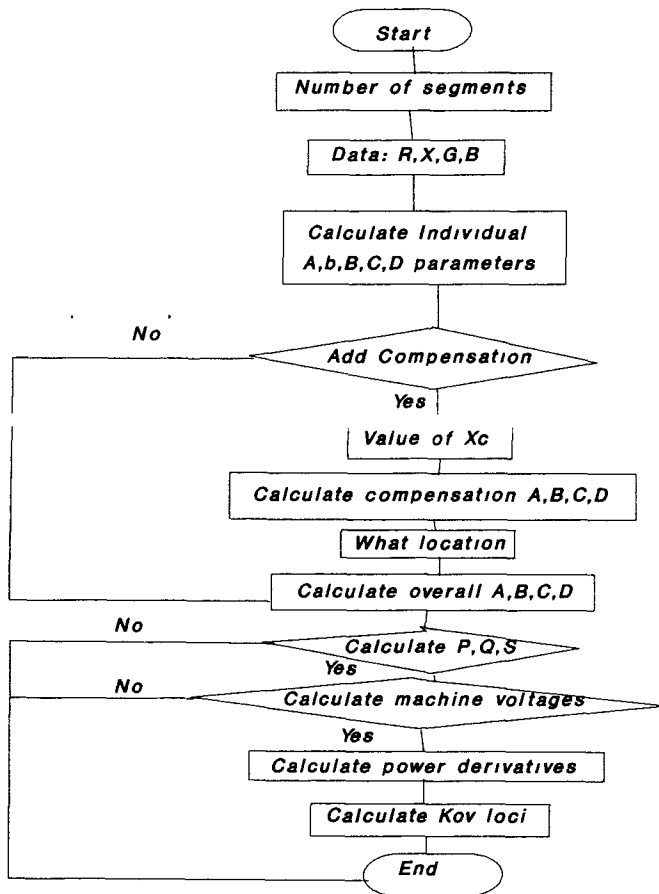 Start
Number of segments
Data: R,X,G,B
Calculate Individual
A,b,B,C,D parameters
No
Add Compensation
Yes
Value of Xc
Calculate compensation A,B,C,D
What location
Calculate overall A,B,C,D
No
Calculate P,Q,S
Yes
No
Calculate machine voltages
Yes
Calculate power derivatives
Calculate Kov loci
End